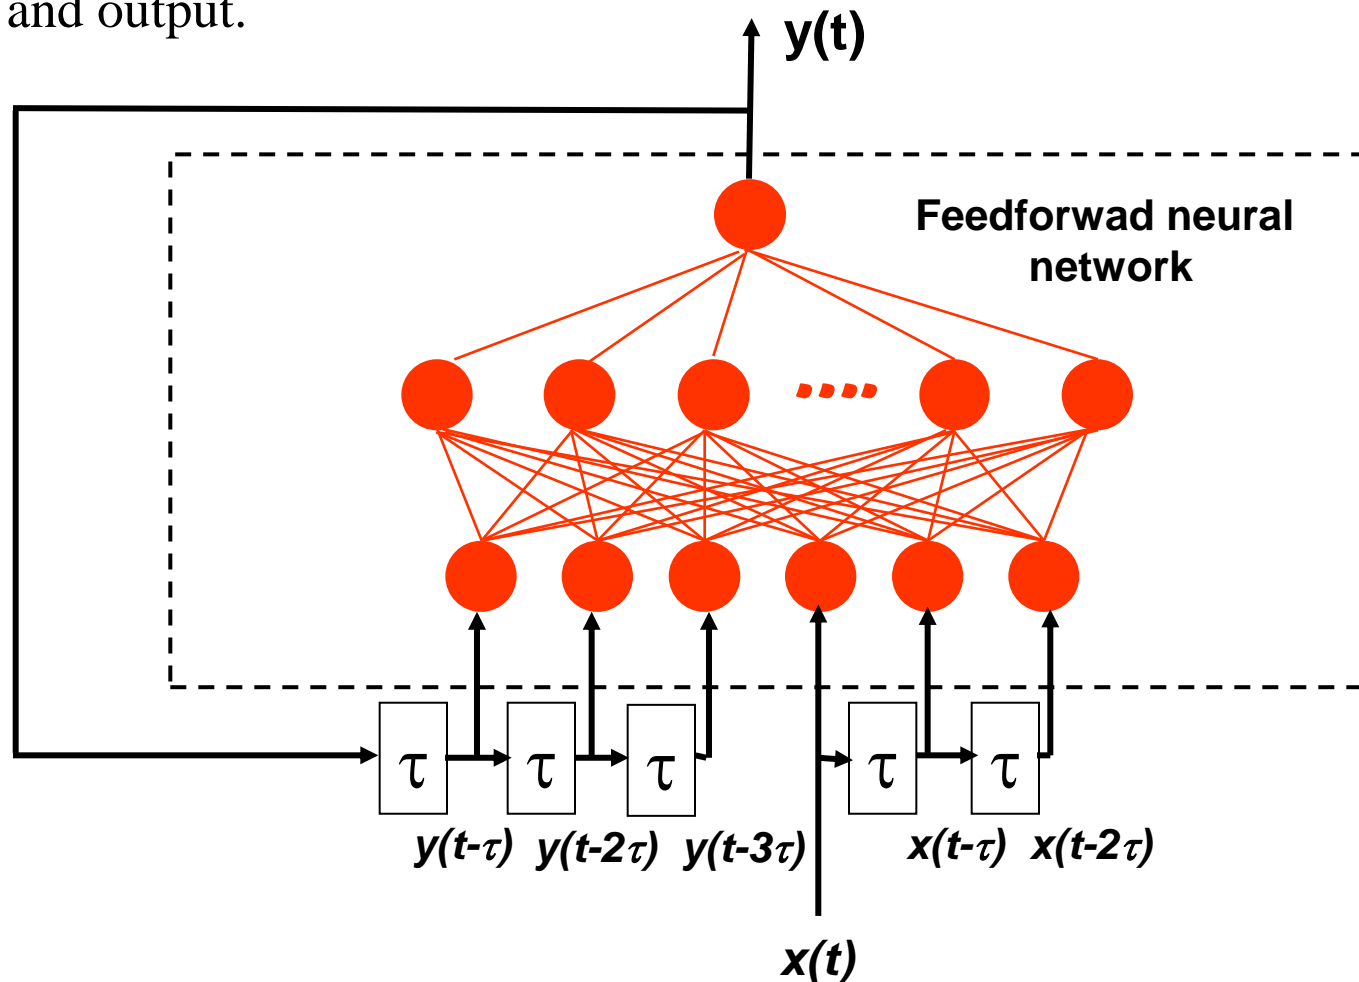 and output.
y(t)
Feedforwad neural
network
τ τ τ τ τ
y(t-τ) y(t-2τ) y(t-3τ) x(t-τ) x(t-2τ)
x(t)